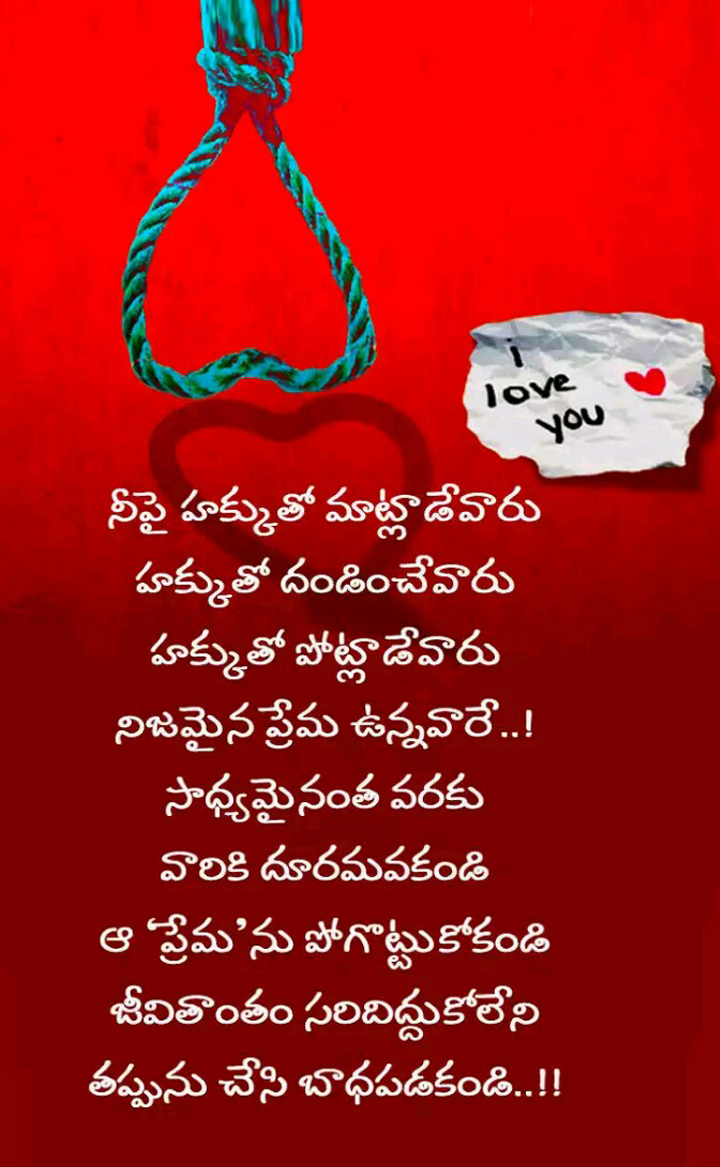 i
love
you
నీపై హక్కుతో మాట్లాడేవారు
హక్కుతో దండించేవారు
హక్కుతో పోట్లాడేవారు
నిజమైన ప్రేమ ఉన్నవారే..!
సాధ్యమైనంత వరకు
వారికి దూరమవకండి
ఆ ‘ప్రేమ’ను పోగొట్టుకోకండి
జీవితాంతం సరిదిద్దుకోలేని
తప్పును చేసి బాధపడకండి..!!